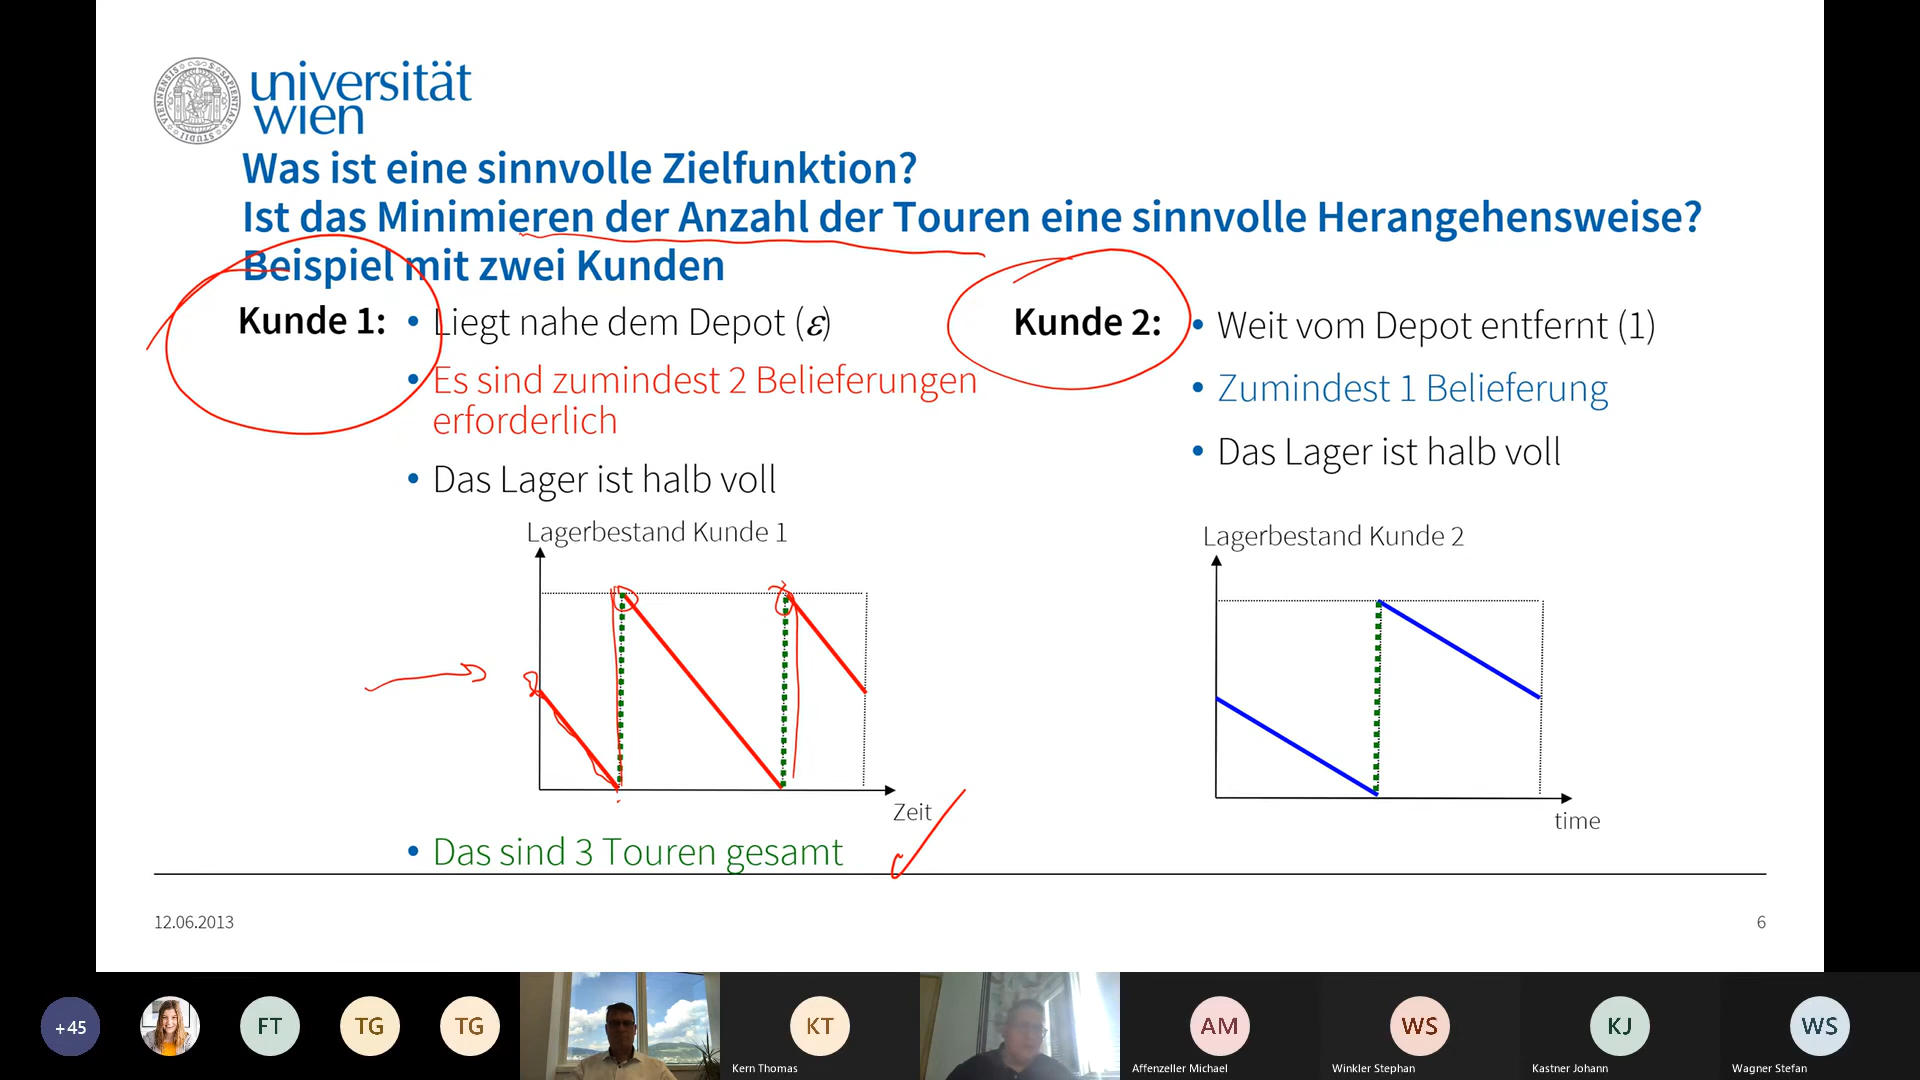 universität
wien
Was ist eine sinnvolle Zielfunktion?
Ist das Minimieren der Anzahl der Touren eine sinnvolle Herangehensweise?
Beispiel mit zwei Kunden
Kunde 1:
• Liegt nahe dem Depot (ε)
• Es sind zumindest 2 Belieferungen
erforderlich
• Das Lager ist halb voll
Lagerbestand Kunde 1
Zeit
• Das sind 3 Touren gesamt
Kunde 2:
• Weit vom Depot entfernt (1)
• Zumindest 1 Belieferung
• Das Lager ist halb voll
Lagerbestand Kunde 2
time
12.06.2013
6
+45
FT
TG
TG
KT
Kern Thomas
AM
Affenzeller Michael
WS
Winkler Stephan
KJ
Kastner Johann
WS
Wagner Stefan